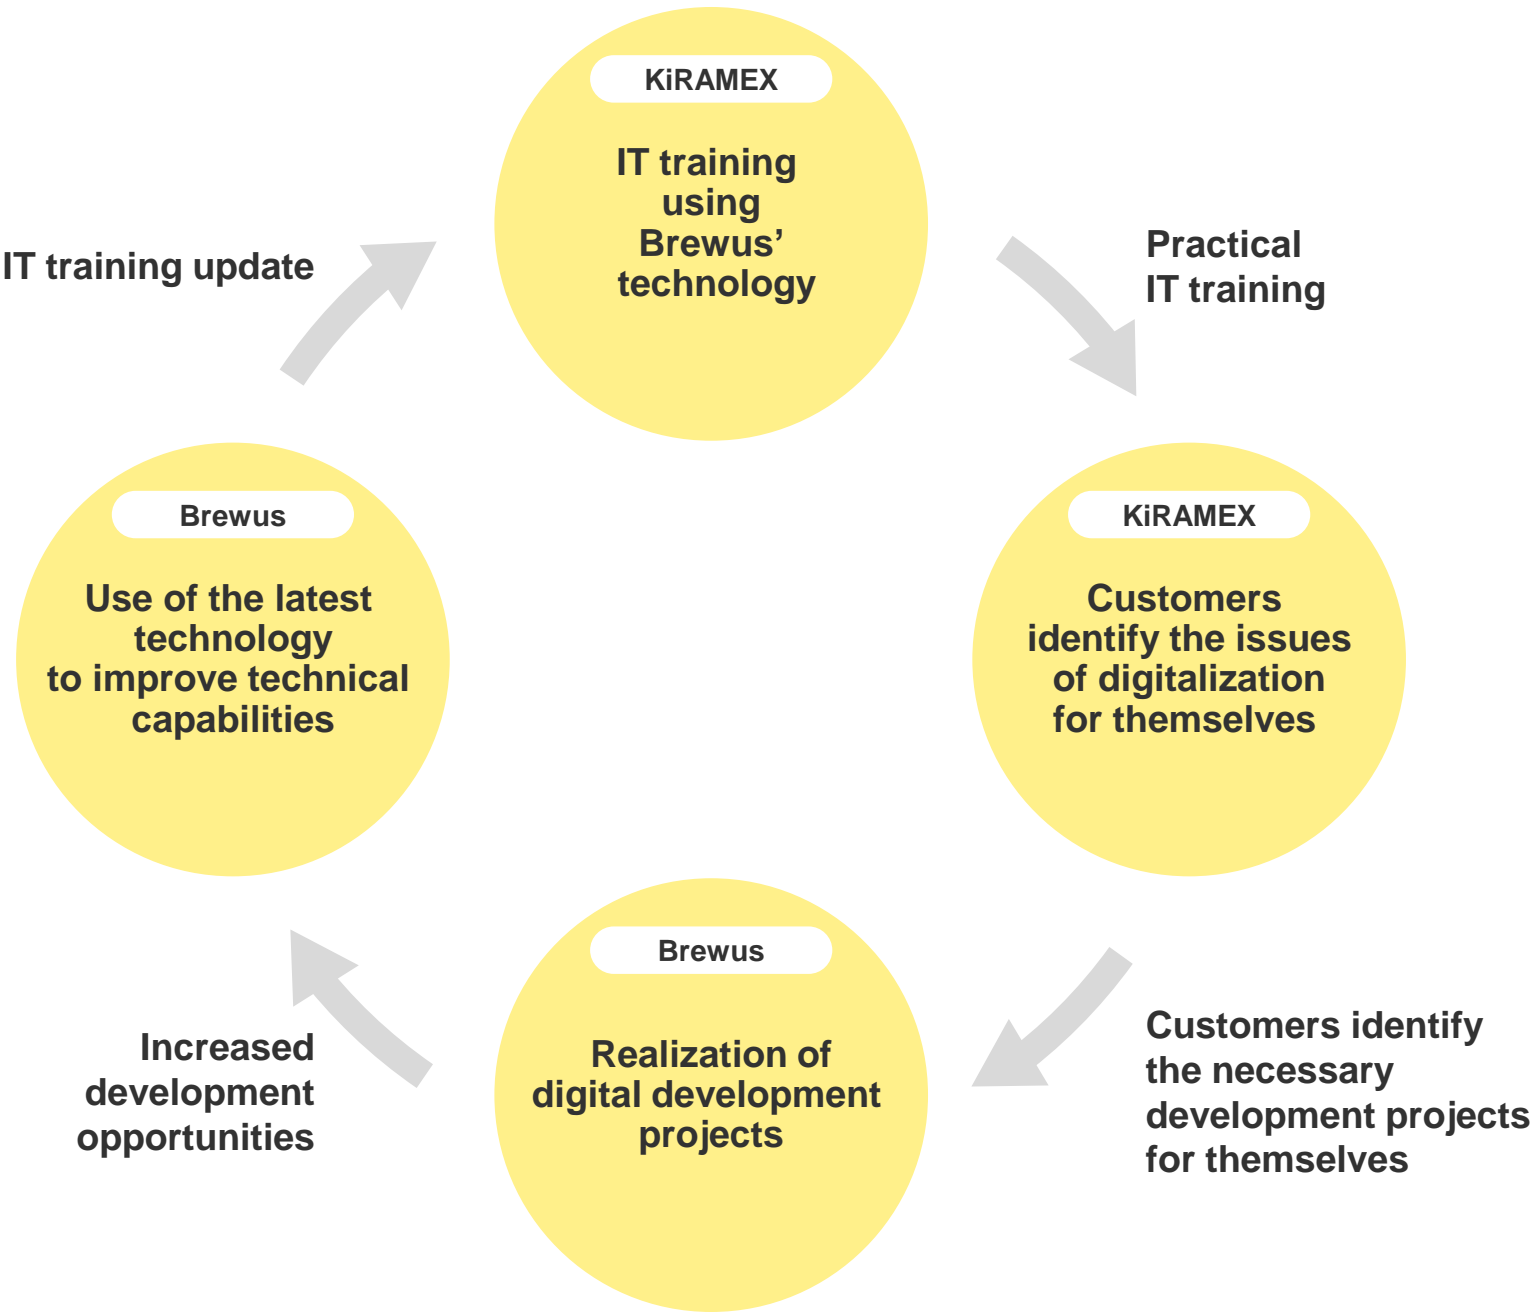 KiRAMEX
IT training
using
Brewus’
technology
IT training update
Practical
IT training
Brewus
Use of the latest
technology
to improve technical
capabilities
KiRAMEX
Customers
identify the issues
of digitalization
for themselves
Brewus
Realization of
digital development
projects
Increased
development
opportunities
Customers identify
the necessary
development projects
for themselves